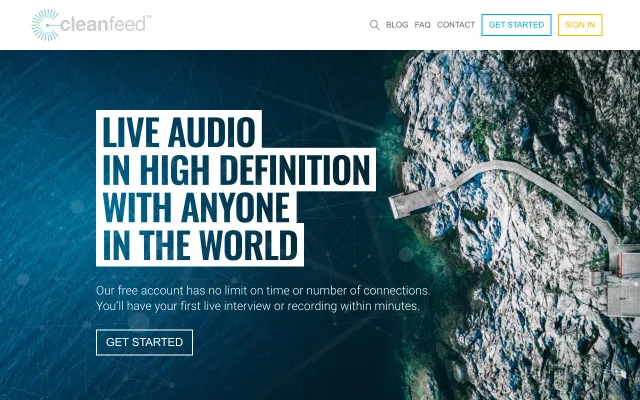 cleanfeed™
BLOG FAQ CONTACT GET STARTED SIGN IN
LIVE AUDIO
IN HIGH DEFINITION
WITH ANYONE
IN THE WORLD
Our free account has no limit on time or number of connections.
You'll have your first live interview or recording within minutes.
GET STARTED